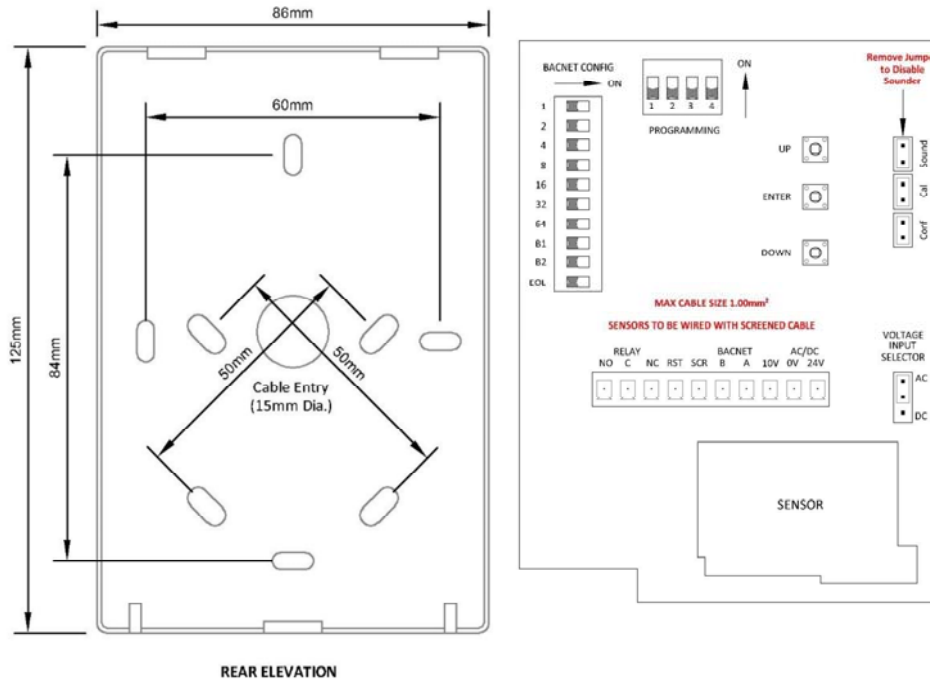 86mm
60mm
125mm
84mm
50mm
50mm
Cable Entry
(15mm Dia.)
REAR ELEVATION
BACNET CONFIG
ON
1
2
4
8
16
32
64
B1
B2
EOL
1 2 3 4
ON
PROGRAMMING
UP
ENTER
DOWN
Remove Jumpe
to Disable
Sounder
Sound
Cal
Conf
MAX CABLE SIZE 1.00mm²
SENSORS TO BE WIRED WITH SCREENED CABLE
RELAY BACNET AC/DC
NO C NC RST SCR B A 10V 0V 24V
VOLTAGE
INPUT
SELECTOR
AC
DC
SENSOR